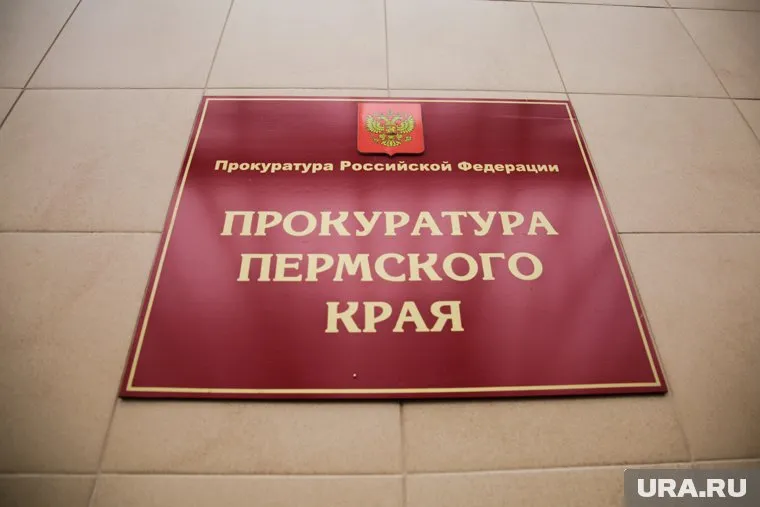 Прокуратура Российской Федерации
ПРОКУРАТУРА
ПЕРМСКОГО
КРАЯ
URA.RU